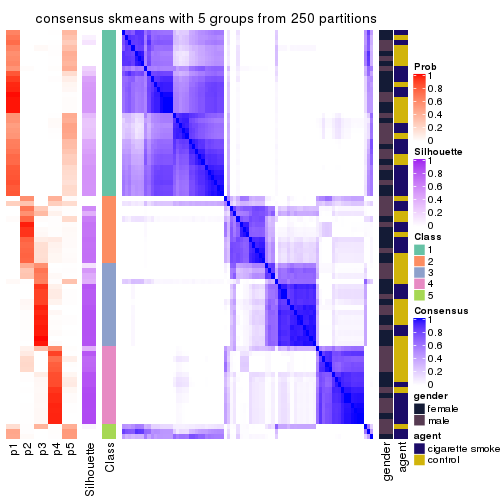 consensus skmeans with 5 groups from 250 partitions
Prob
1
0.8
0.6
0.4
0.2
0
Silhouette
1
0.8
0.6
0.4
0.2
0
Class
1
2
3
4
5
Consensus
1
0.8
0.6
0.4
0.2
0
gender
female
male
agent
cigarette smoke
control
p1
p2
p3
p4
p5
Silhouette
Class
gender
agent